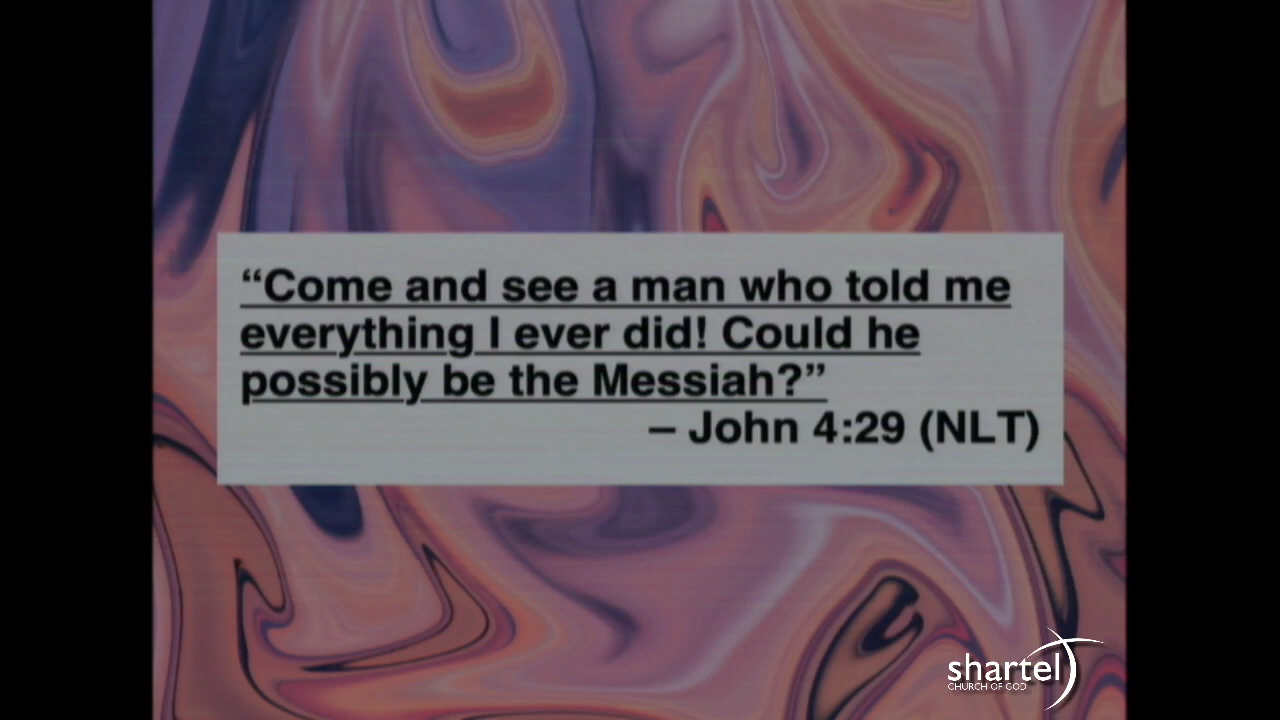 “Come and see a man who told me
everything I ever did! Could he
possibly be the Messiah?”
– John 4:29 (NLT)
shartel
CHURCH OF GOD